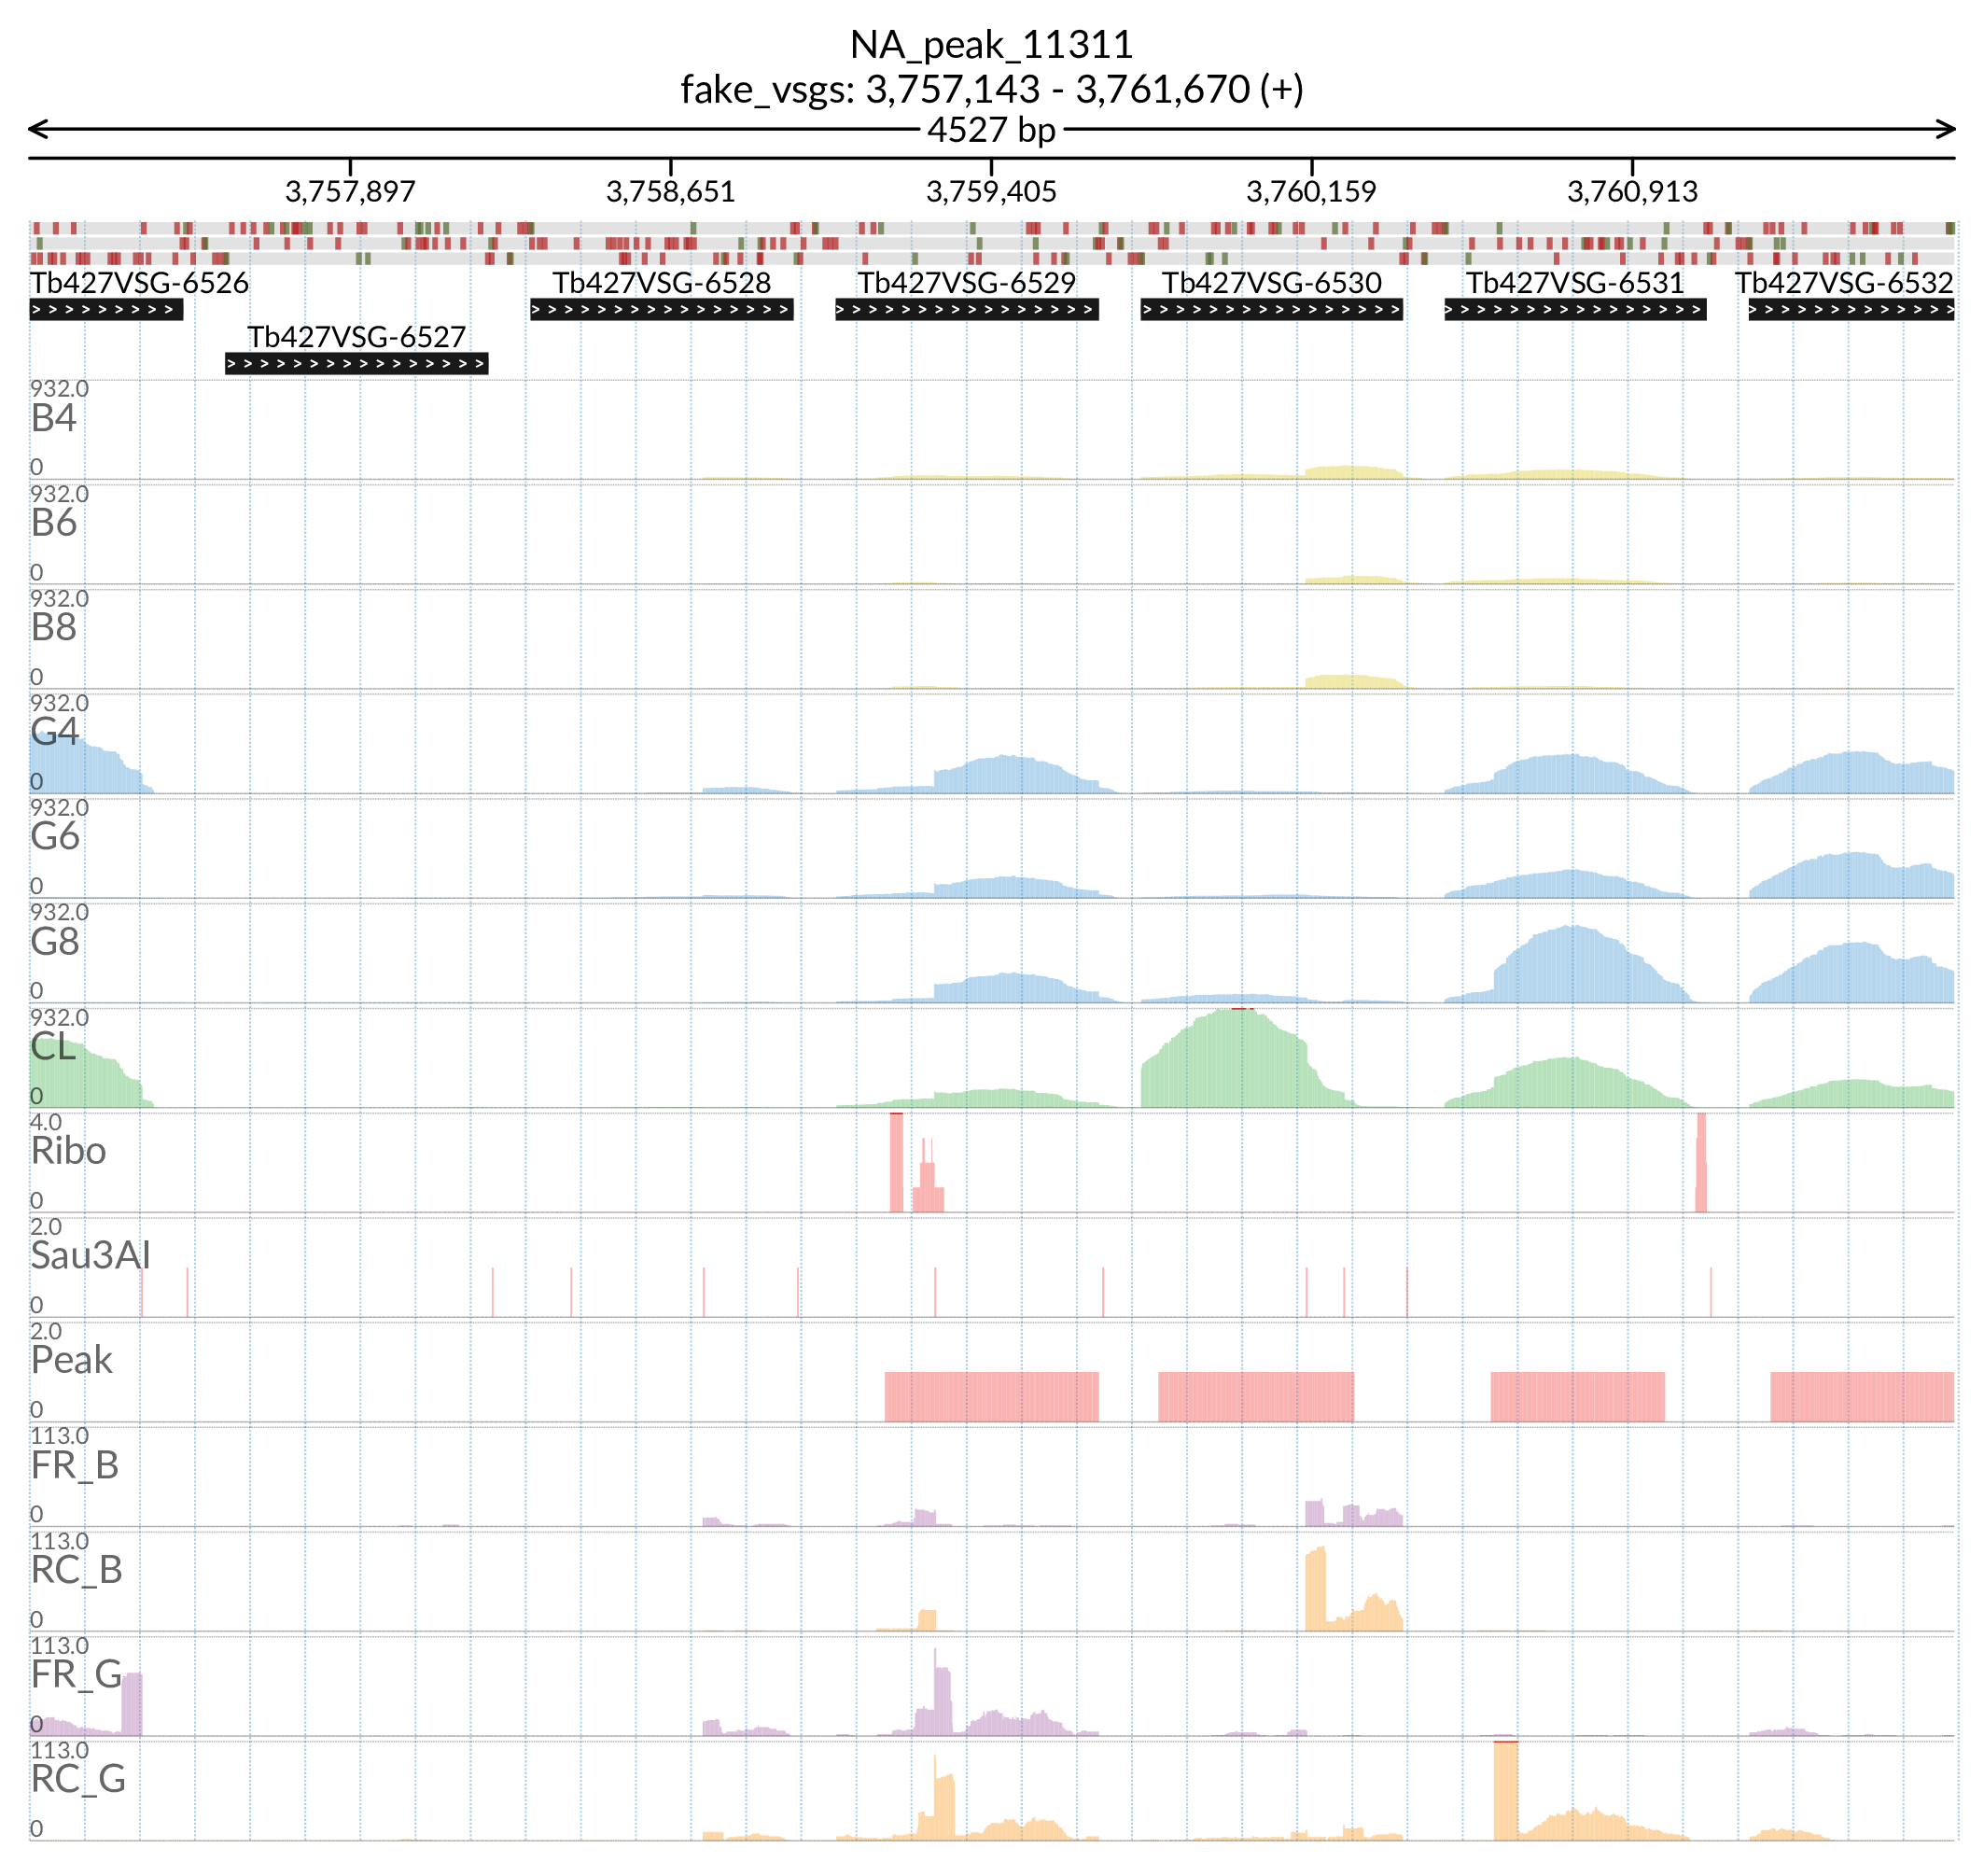 NA_peak_11311
fake_vsgs: 3,757,143 - 3,761,670 (+)
4527 bp
3,757,897 3,758,651 3,759,405 3,760,159 3,760,913
Tb427VSG-6526 Tb427VSG-6528 Tb427VSG-6529 Tb427VSG-6530 Tb427VSG-6531 Tb427VSG-6532
Tb427VSG-6527
932.0
B4
0
932.0
B6
0
932.0
B8
0
932.0
G4
0
932.0
G6
0
932.0
G8
0
932.0
CL
0
4.0
Ribo
0
2.0
Sau3AI
0
2.0
Peak
0
113.0
FR_B
0
113.0
RC_B
0
113.0
FR_G
0
113.0
RC_G
0